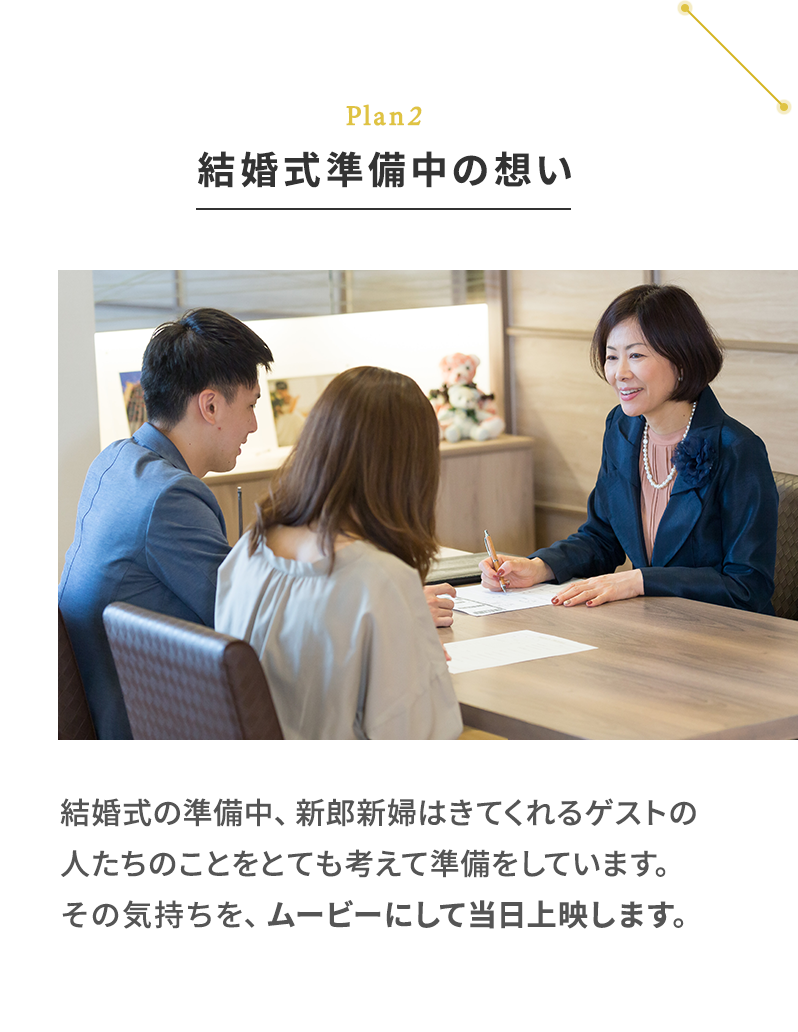 Plan2
結婚式準備中の想い
結婚式の準備中、新郎新婦はきてくれるゲストの
人たちのことをとても考えて準備をしています。
その気持ちを、ムービーにして当日上映します。